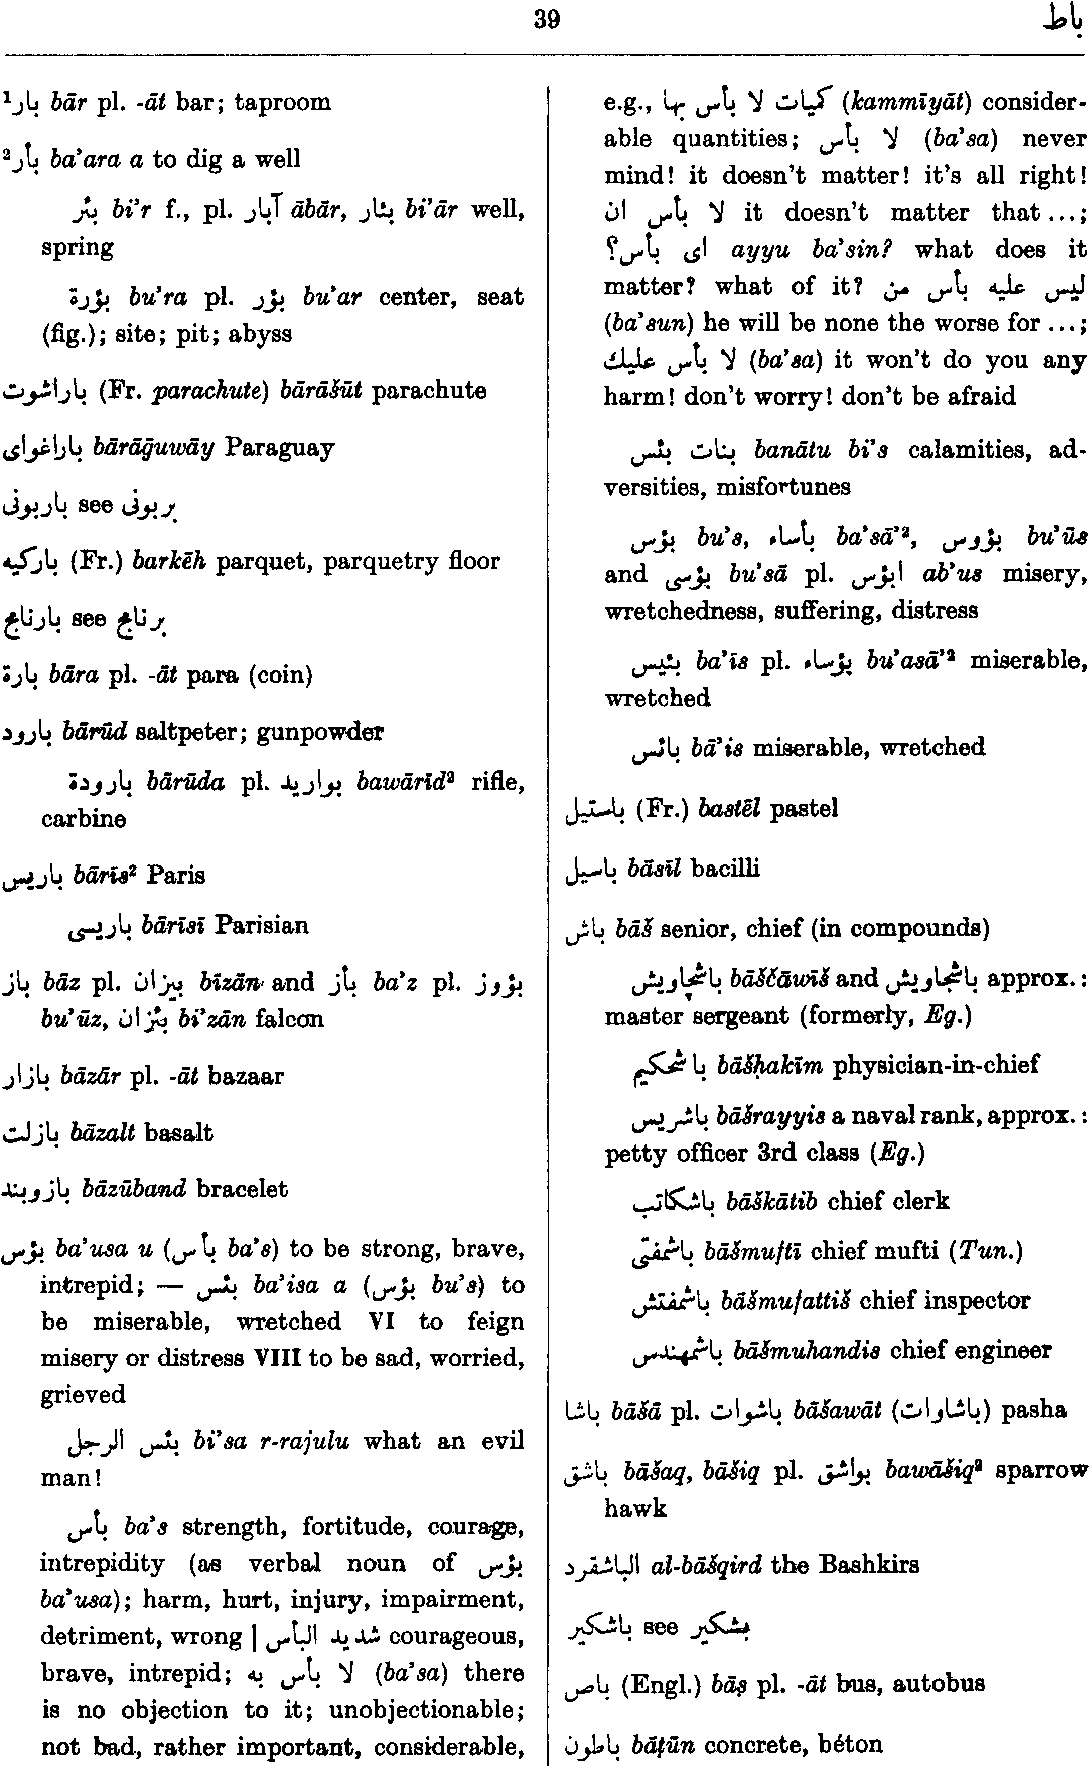 39
باط
¹بار bār pl. -āt bar; taproom
²بأر ba’ara a to dig a well
بئر bi’r f., pl. آبار ābār, بئار bi’ār well,
spring
بؤرة bu’ra pl. بؤر bu’ar center, seat
(fig.); site; pit; abyss
باراشوت (Fr. parachute) bārāšūt parachute
باراغواى bārāḡuwāy Paraguay
باربونى see بربونى
باركيه (Fr.) barkēh parquet, parquetry floor
بارنامج see برنامج
بارة bāra pl. -āt para (coin)
بارود bārūd saltpeter; gunpowder
بارودة bārūda pl. بواريد bawārīd² rifle,
carbine
باريس bārīs² Paris
باريسى bārīsī Parisian
باز bāz pl. بيزان bīzān and بأز ba’z pl. بؤوز
bu’ūz, بئزان bi’zān falcon
بازار bāzār pl. -āt bazaar
بازلت bāzalt basalt
بازوبند bāzūband bracelet
بؤس ba’usa u (بأس ba’s) to be strong, brave,
intrepid; — بئس ba’isa a (بؤس bu’s) to
be miserable, wretched VI to feign
misery or distress VIII to be sad, worried,
grieved
بئس الرجل bi’sa r-rajulu what an evil
man!
بأس ba’s strength, fortitude, courage,
intrepidity (as verbal noun of بؤس
ba’usa); harm, hurt, injury, impairment,
detriment, wrong | شديد البأس courageous,
brave, intrepid; لا بأس به (ba’sa) there
is no objection to it; unobjectionable;
not bad, rather important, considerable,
e.g., كميات لا بأس بها (kammīyāt) consider-
able quantities; لا بأس (ba’sa) never
mind! it doesn’t matter! it’s all right!
لا بأس ان it doesn’t matter that ...;
اى بأس؟ ayyu ba’sin? what does it
matter? what of it? ليس عليه بأس من
(ba’sun) he will be none the worse for ...;
لا بأس عليك (ba’sa) it won’t do you any
harm! don’t worry! don’t be afraid
بنات بئس banātu bi’s calamities, ad-
versities, misfortunes
بؤس bu’s, بأساء ba’sā’², بؤوس bu’ūs
and بؤسى bu’sā pl. ابؤس ab’us misery,
wretchedness, suffering, distress
بئيس ba’īs pl. بؤساء bu’asā’² miserable,
wretched
بائس bā’is miserable, wretched
باستيل (Fr.) bastēl pastel
باسيل bāsīl bacilli
باش bāš senior, chief (in compounds)
باشچاويش bāščāwīš and باشجاويش approx.:
master sergeant (formerly, Eg.)
باشحكيم bāšḥakīm physician-in-chief
باشريس bāšrayyis a naval rank, approx.:
petty officer 3rd class (Eg.)
باشكاتب bāškātib chief clerk
باشمفتى bāšmuftī chief mufti (Tun.)
باشمفتش bāšmufattiš chief inspector
باشمهندس bāšmuhandis chief engineer
باشا bāšā pl. باشوات bāšawāt (باشاوات) pasha
باشق bāšaq, bāšiq pl. بواشق bawāšiq² sparrow
hawk
الباشقرد al-bāšqird the Bashkirs
باشكير see بشكير
باص (Engl.) bāṣ pl. -āt bus, autobus
باطون bāṭūn concrete, béton